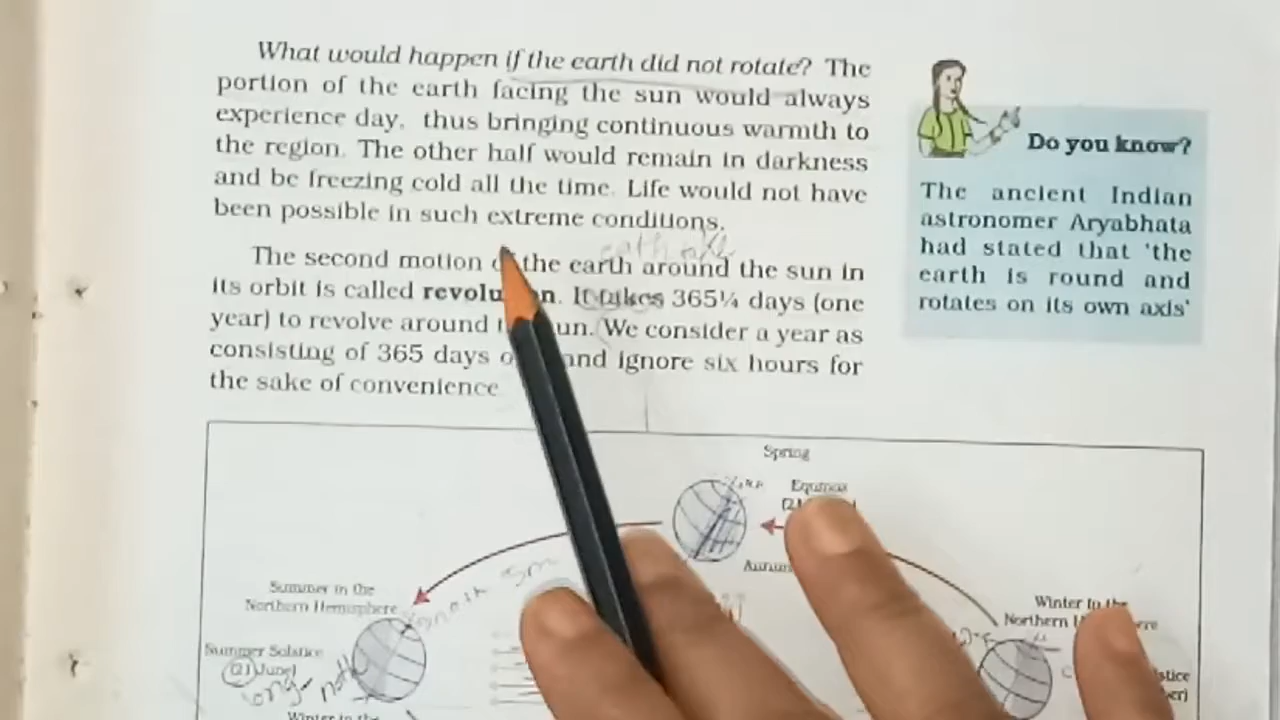 What would happen if the earth did not rotate? The
portion of the earth facing the sun would always
experience day, thus bringing continuous warmth to
the region. The other half would remain in darkness
and be freezing cold all the time. Life would not have
been possible in such extreme conditions.
The second motion the earth around the sun in
its orbit is called It takes 365¼ days (one
year) to revolve around We consider a year as
consisting of 365 days and ignore six hours for
the sake of convenience
Do you know?
The ancient Indian
astronomer Aryabhata
had stated that 'the
earth is round and
rotates on its own axis'
Spring
Equinox
Summer in the
Northern Hemisphere
Summer Solstice
(21 June)
long
north
Winter in the
Winter in the
Northern